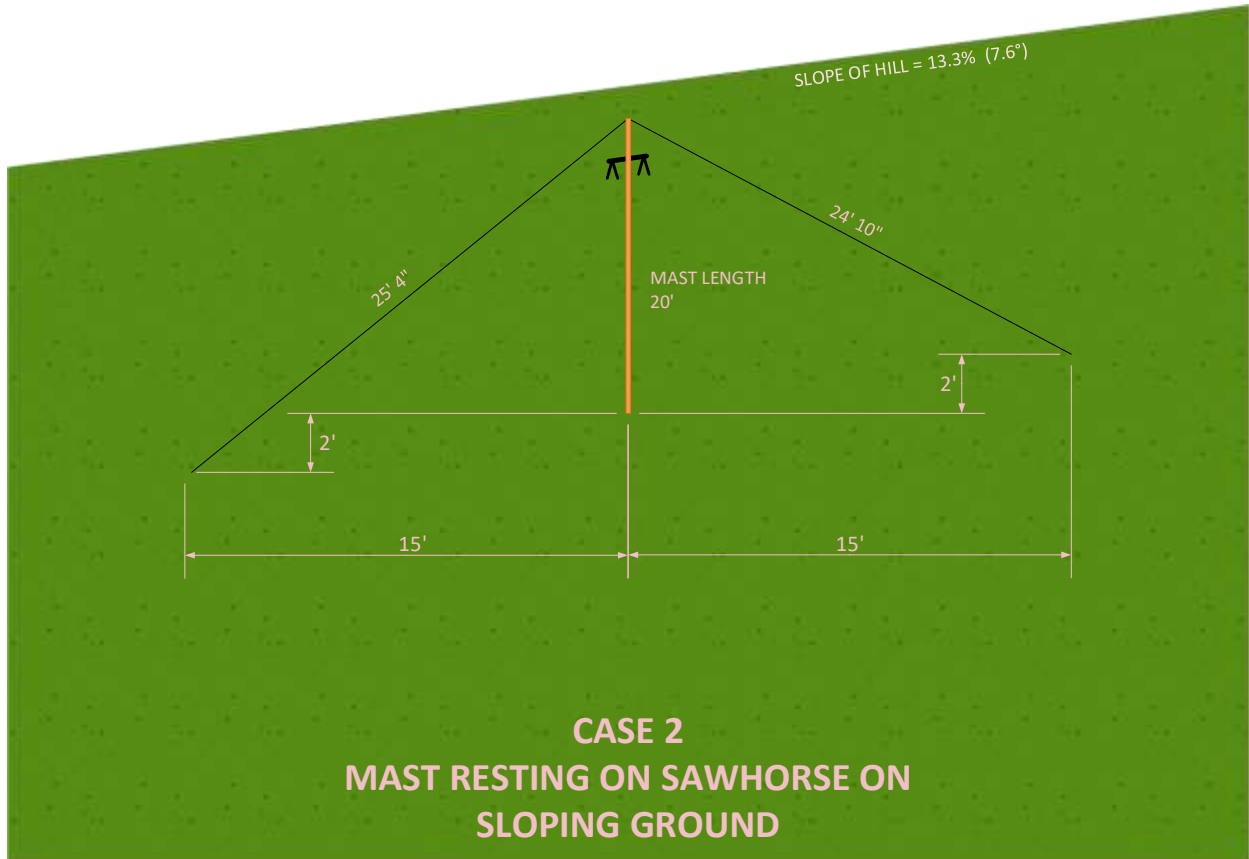 SLOPE OF HILL = 13.3% (7.6°)
25' 4"
24' 10"
MAST LENGTH
20'
2'
2'
15'
15'
CASE 2
MAST RESTING ON SAWHORSE ON
SLOPING GROUND